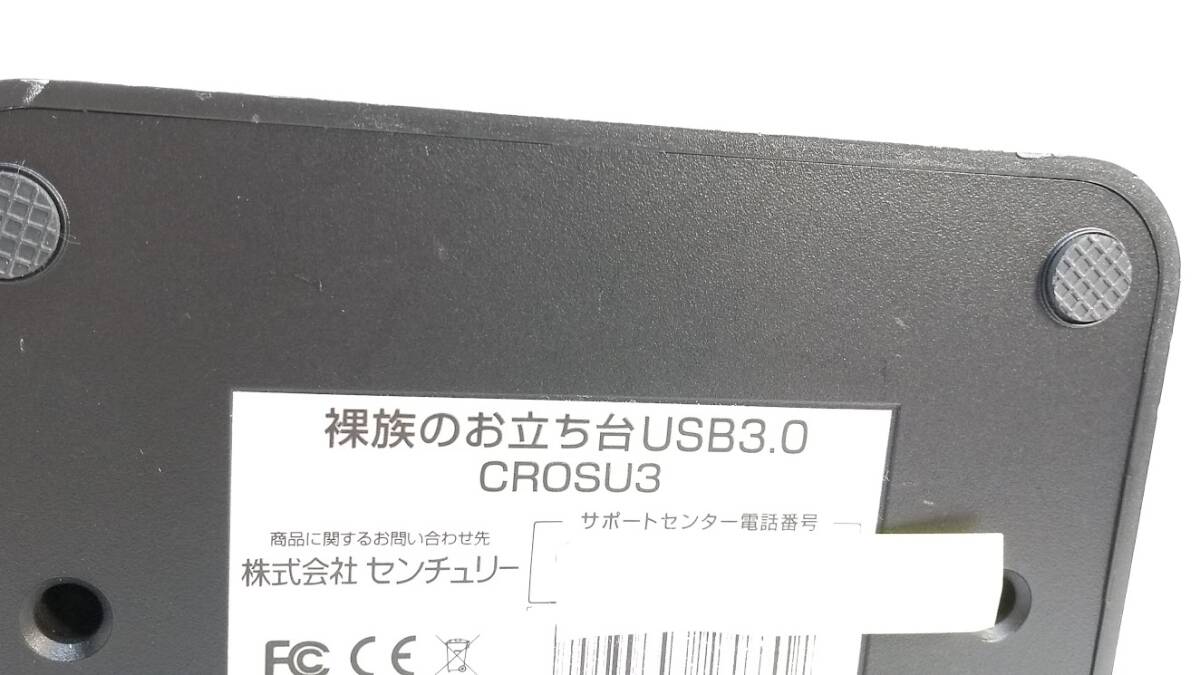 裸族のお立ち台USB3.0
CROSU3
サポートセンター電話番号
商品に関するお問い合わせ先
株式会社 センチュリー
FC CE